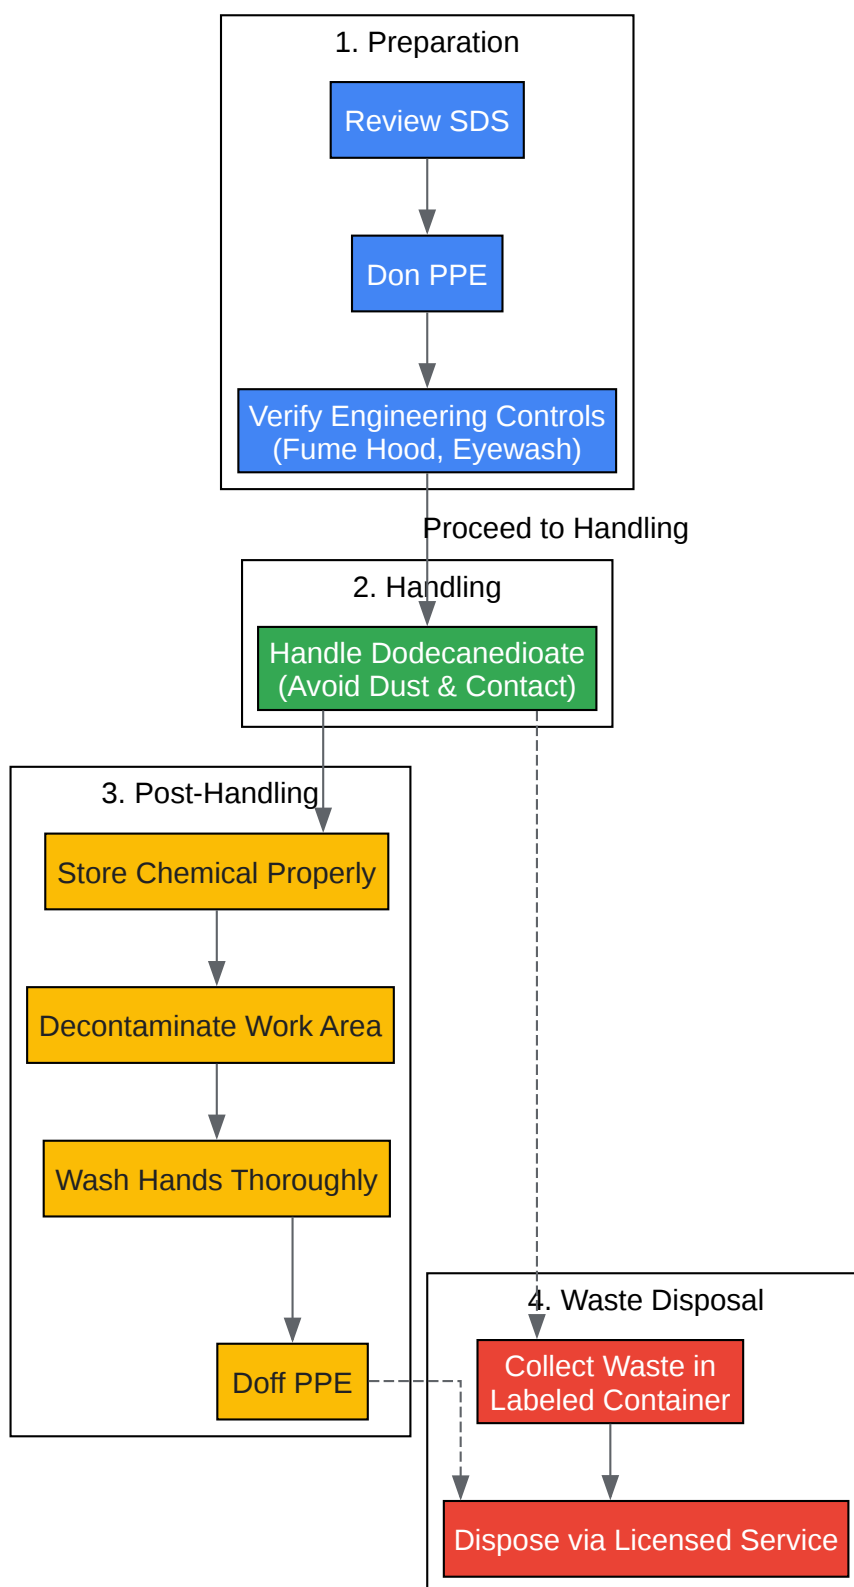 1. Preparation
Review SDS
Don PPE
Verify Engineering Controls
(Fume Hood, Eyewash)
Proceed to Handling
2. Handling
Handle Dodecanedioate
(Avoid Dust & Contact)
3. Post-Handling
Store Chemical Properly
Decontaminate Work Area
Wash Hands Thoroughly
Doff PPE
4. Waste Disposal
Collect Waste in
Labeled Container
Dispose via Licensed Service